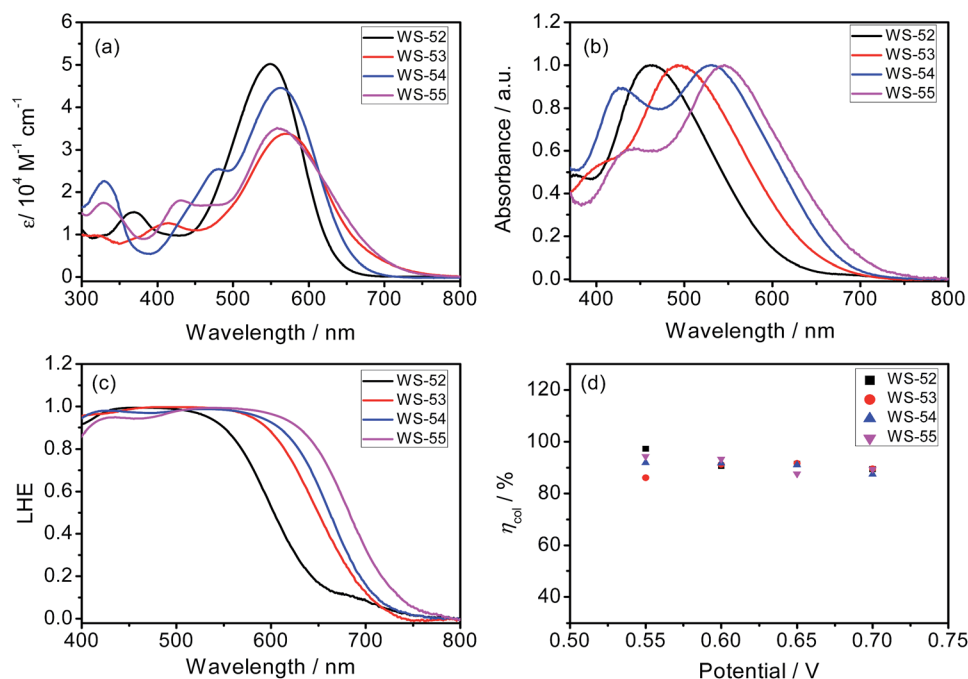 (a)
WS-52
WS-53
WS-54
WS-55
ε/ 10⁴ M⁻¹ cm⁻¹
6
5
4
3
2
1
0
300 400 500 600 700 800
Wavelength / nm
(b)
WS-52
WS-53
WS-54
WS-55
Absorbance / a.u.
1.2
1.0
0.8
0.6
0.4
0.2
0.0
400 500 600 700 800
Wavelength / nm
(c)
WS-52
WS-53
WS-54
WS-55
LHE
1.2
1.0
0.8
0.6
0.4
0.2
0.0
400 500 600 700 800
Wavelength / nm
(d)
WS-52
WS-53
WS-54
WS-55
η_col / %
120
100
80
60
40
0.50 0.55 0.60 0.65 0.70 0.75
Potential / V